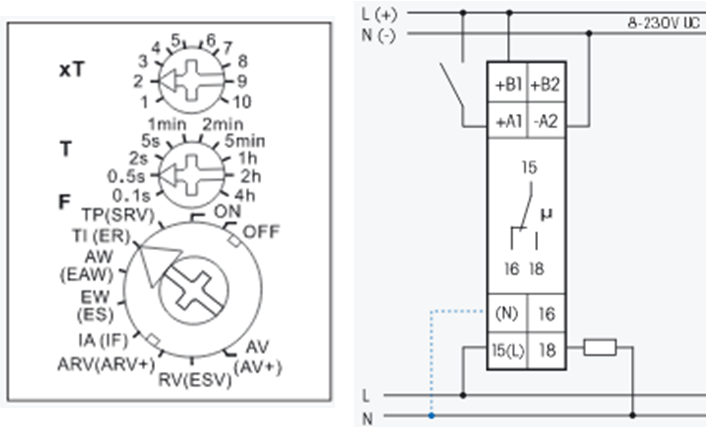 xT
1
2
3
4
5
6
7
8
9
10
T
0.1s
0.5s
2s
5s
1min
2min
5min
1h
2h
4h
F
TP(SRV)
ON
OFF
TI (ER)
AW
(EAW)
EW
(ES)
IA (IF)
ARV(ARV+)
RV(ESV)
AV
(AV+)
L (+)
N (-)
8-230V UC
+B1 +B2
+A1 -A2
15
µ
16 18
(N) 16
15(L) 18
L
N